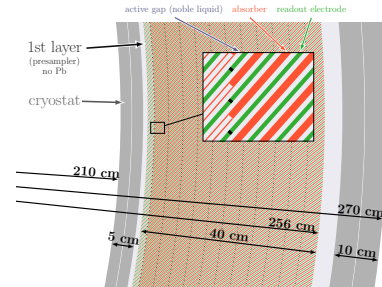 active gap (noble liquid) absorber readout electrode
1st layer
(presampler)
no Pb
cryostat
210 cm
270 cm
256 cm
5 cm
40 cm
10 cm